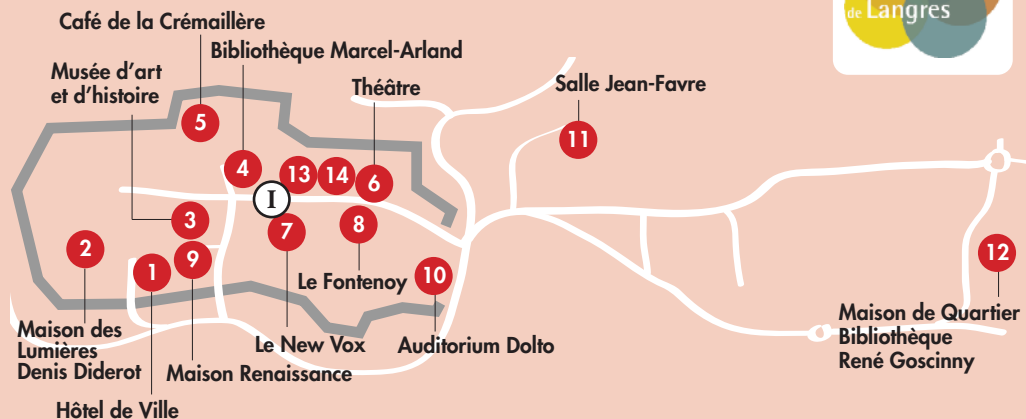 de Langres
Café de la Crémaillère
Bibliothèque Marcel-Arland
Musée d'art
et d'histoire
Théâtre
Salle Jean-Favre
5
11
4
13
14
6
I
3
7
8
2
1
9
10
12
Le Fontenoy
Maison des
Lumières
Denis Diderot
Le New Vox
Auditorium Dolto
Maison Renaissance
Hôtel de Ville
Maison de Quartier
Bibliothèque
René Goscinny